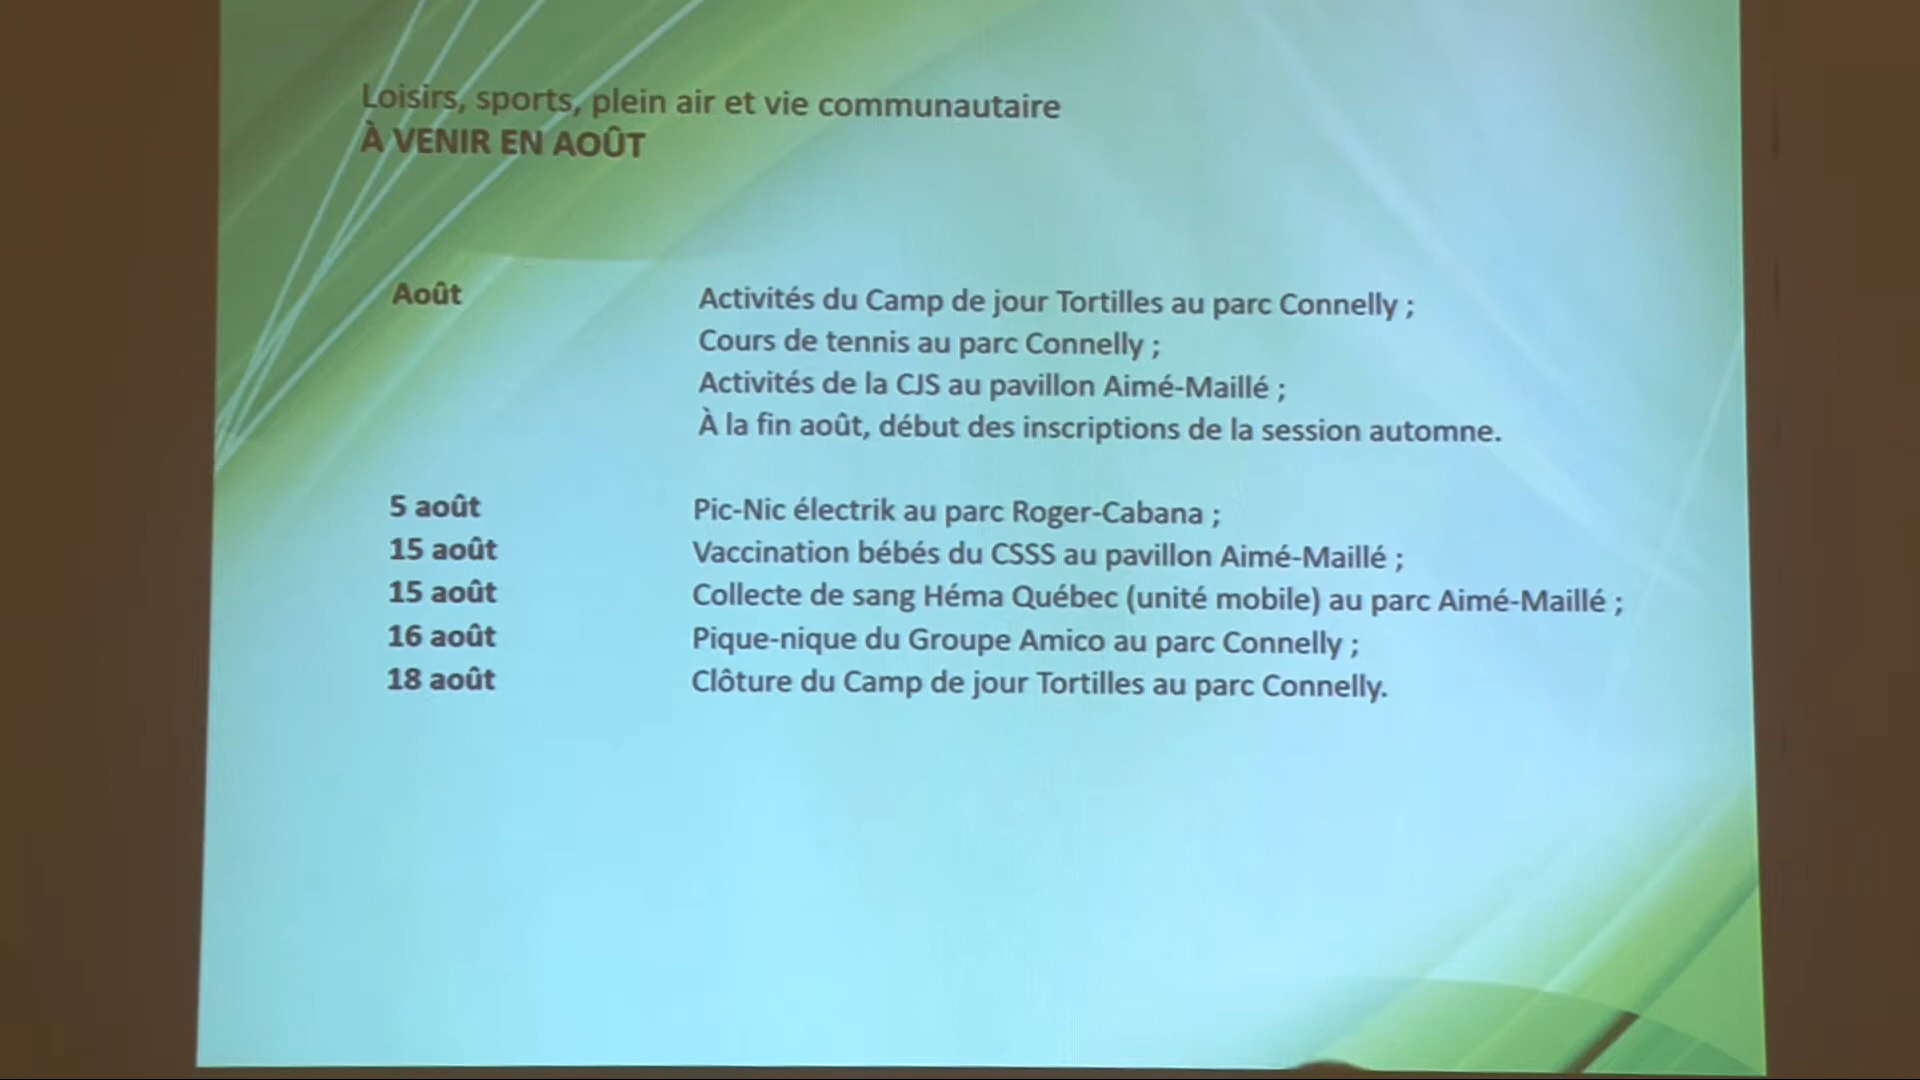 Loisirs, sports, plein air et vie communautaire
À VENIR EN AOÛT
Août Activités du Camp de jour Tortilles au parc Connelly ;
Cours de tennis au parc Connelly ;
Activités de la CJS au pavillon Aimé-Maillé ;
À la fin août, début des inscriptions de la session automne.
5 août Pic-Nic électrik au parc Roger-Cabana ;
15 août Vaccination bébés du CSSS au pavillon Aimé-Maillé ;
15 août Collecte de sang Héma Québec (unité mobile) au parc Aimé-Maillé ;
16 août Pique-nique du Groupe Amico au parc Connelly ;
18 août Clôture du Camp de jour Tortilles au parc Connelly.